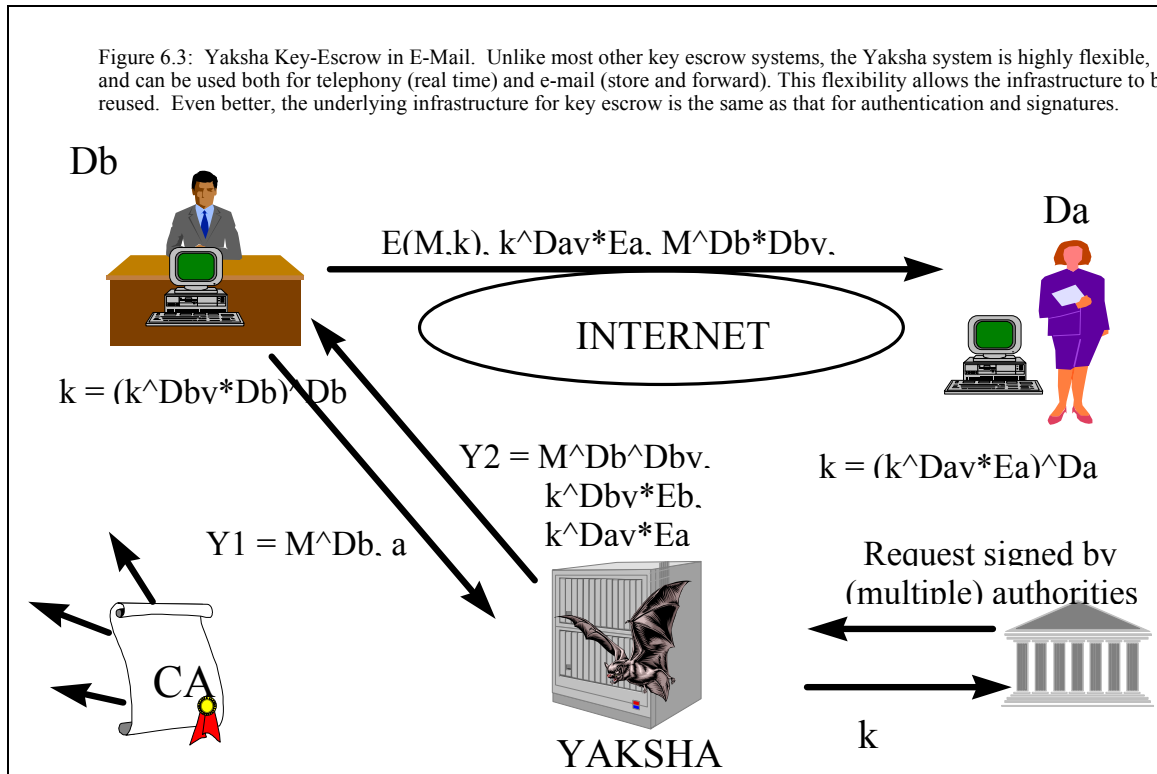 Figure 6.3: Yaksha Key-Escrow in E-Mail. Unlike most other key escrow systems, the Yaksha system is highly flexible,
and can be used both for telephony (real time) and e-mail (store and forward). This flexibility allows the infrastructure to b
reused. Even better, the underlying infrastructure for key escrow is the same as that for authentication and signatures.
Db
Da
E(M,k), k^Dav*Ea, M^Db*Dbv,
INTERNET
k = (k^Dbv*Db)^Db
Y2 = M^Db^Dbv,
k^Dbv*Eb,
k^Dav*Ea
k = (k^Dav*Ea)^Da
Y1 = M^Db, a
Request signed by
(multiple) authorities
CA
YAKSHA
k